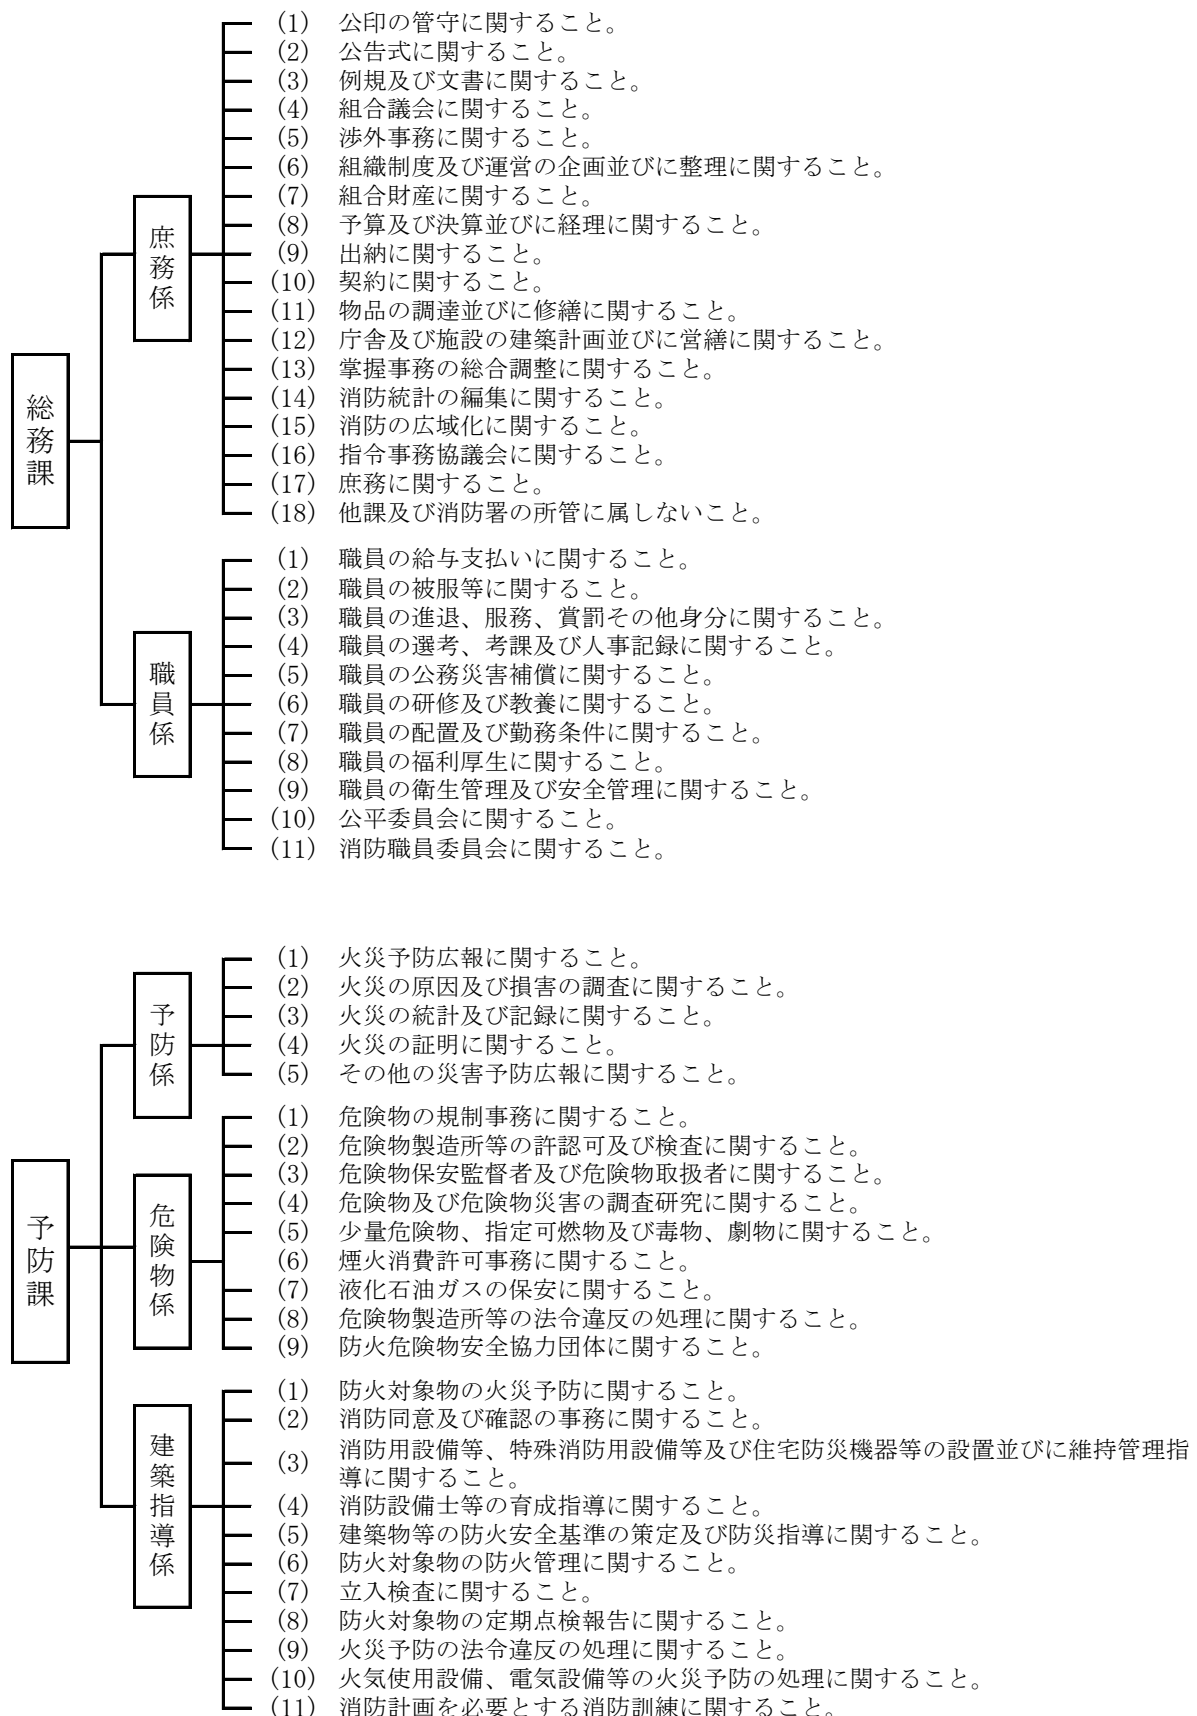 総務課
庶務係
(1) 公印の管守に関すること。
(2) 公告式に関すること。
(3) 例規及び文書に関すること。
(4) 組合議会に関すること。
(5) 渉外事務に関すること。
(6) 組織制度及び運営の企画並びに整理に関すること。
(7) 組合財産に関すること。
(8) 予算及び決算並びに経理に関すること。
(9) 出納に関すること。
(10) 契約に関すること。
(11) 物品の調達並びに修繕に関すること。
(12) 庁舎及び施設の建築計画並びに営繕に関すること。
(13) 掌握事務の総合調整に関すること。
(14) 消防統計の編集に関すること。
(15) 消防の広域化に関すること。
(16) 指令事務協議会に関すること。
(17) 庶務に関すること。
(18) 他課及び消防署の所管に属しないこと。
職員係
(1) 職員の給与支払いに関すること。
(2) 職員の被服等に関すること。
(3) 職員の進退、服務、賞罰その他身分に関すること。
(4) 職員の選考、考課及び人事記録に関すること。
(5) 職員の公務災害補償に関すること。
(6) 職員の研修及び教養に関すること。
(7) 職員の配置及び勤務条件に関すること。
(8) 職員の福利厚生に関すること。
(9) 職員の衛生管理及び安全管理に関すること。
(10) 公平委員会に関すること。
(11) 消防職員委員会に関すること。
予防課
予防係
(1) 火災予防広報に関すること。
(2) 火災の原因及び損害の調査に関すること。
(3) 火災の統計及び記録に関すること。
(4) 火災の証明に関すること。
(5) その他の災害予防広報に関すること。
危険物係
(1) 危険物の規制事務に関すること。
(2) 危険物製造所等の許認可及び検査に関すること。
(3) 危険物保安監督者及び危険物取扱者に関すること。
(4) 危険物及び危険物災害の調査研究に関すること。
(5) 少量危険物、指定可燃物及び毒物、劇物に関すること。
(6) 煙火消費許可事務に関すること。
(7) 液化石油ガスの保安に関すること。
(8) 危険物製造所等の法令違反の処理に関すること。
(9) 防火危険物安全協力団体に関すること。
建築指導係
(1) 防火対象物の火災予防に関すること。
(2) 消防同意及び確認の事務に関すること。
(3) 消防用設備等、特殊消防用設備等及び住宅防災機器等の設置並びに維持管理指
導に関すること。
(4) 消防設備士等の育成指導に関すること。
(5) 建築物等の防火安全基準の策定及び防災指導に関すること。
(6) 防火対象物の防火管理に関すること。
(7) 立入検査に関すること。
(8) 防火対象物の定期点検報告に関すること。
(9) 火災予防の法令違反の処理に関すること。
(10) 火気使用設備、電気設備等の火災予防の処理に関すること。
(11) 消防計画を必要とする消防訓練に関すること。